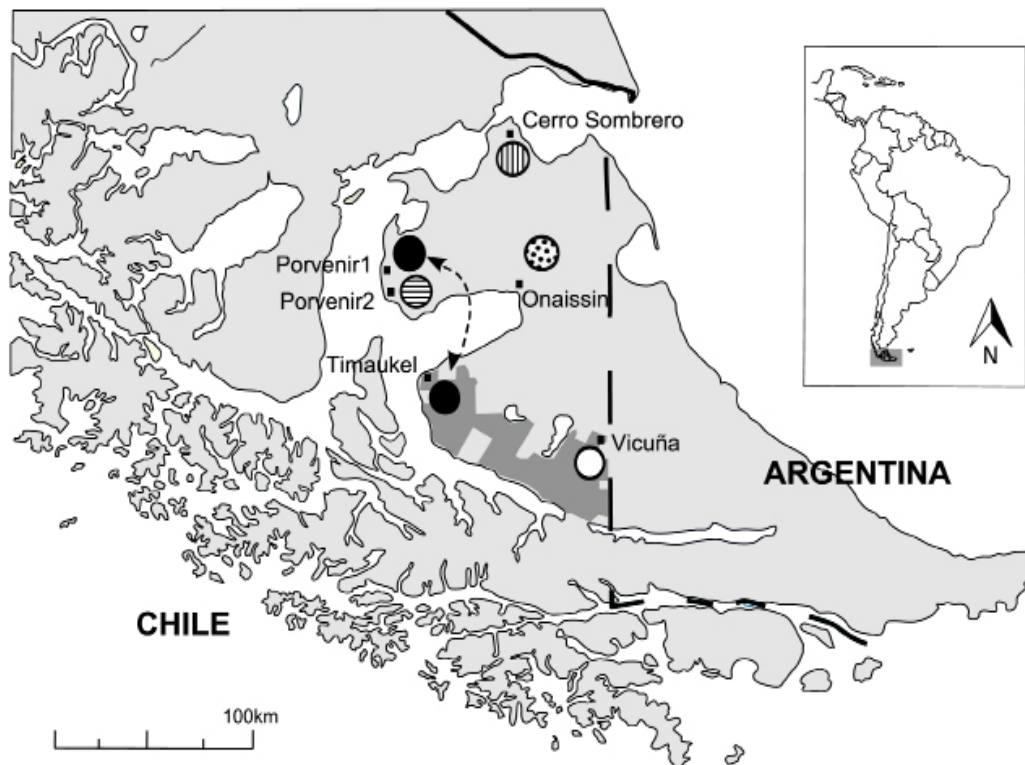 Cerro Sombrero
Porvenir1
Porvenir2
Onaissin
Timaukel
Vicuña
ARGENTINA
CHILE
100km
N